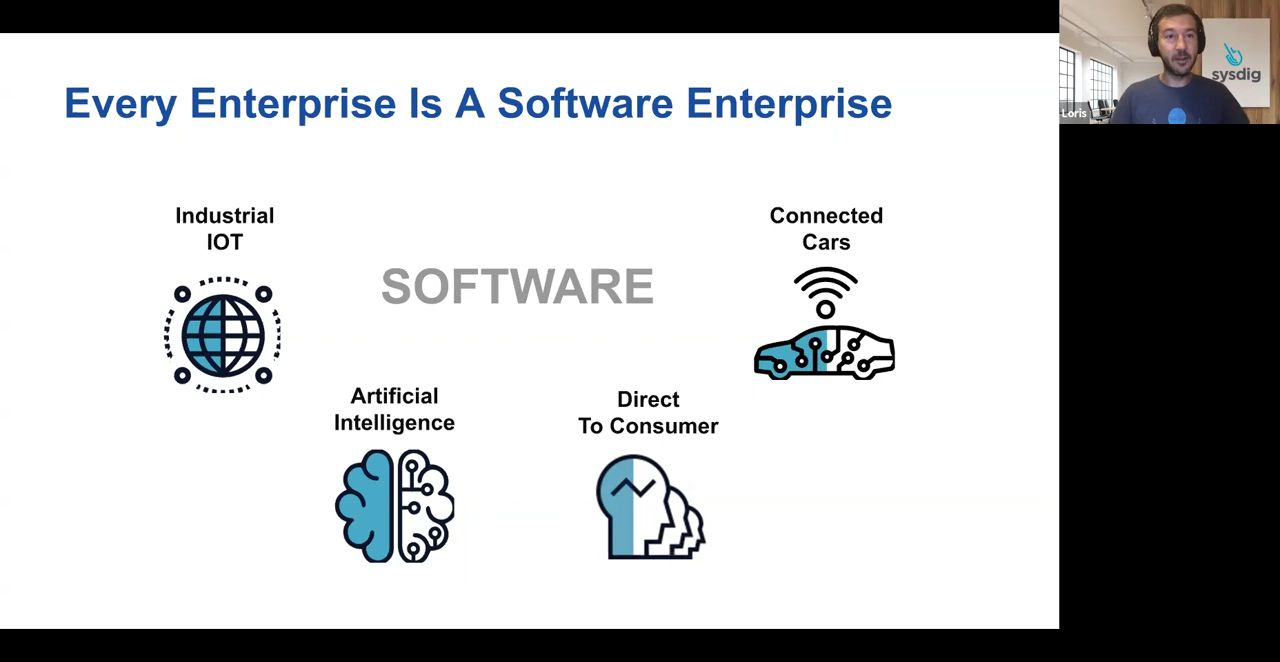 Every Enterprise Is A Software Enterprise
sysdig
Loris
Industrial
IOT
SOFTWARE
Connected
Cars
Artificial
Intelligence
Direct
To Consumer